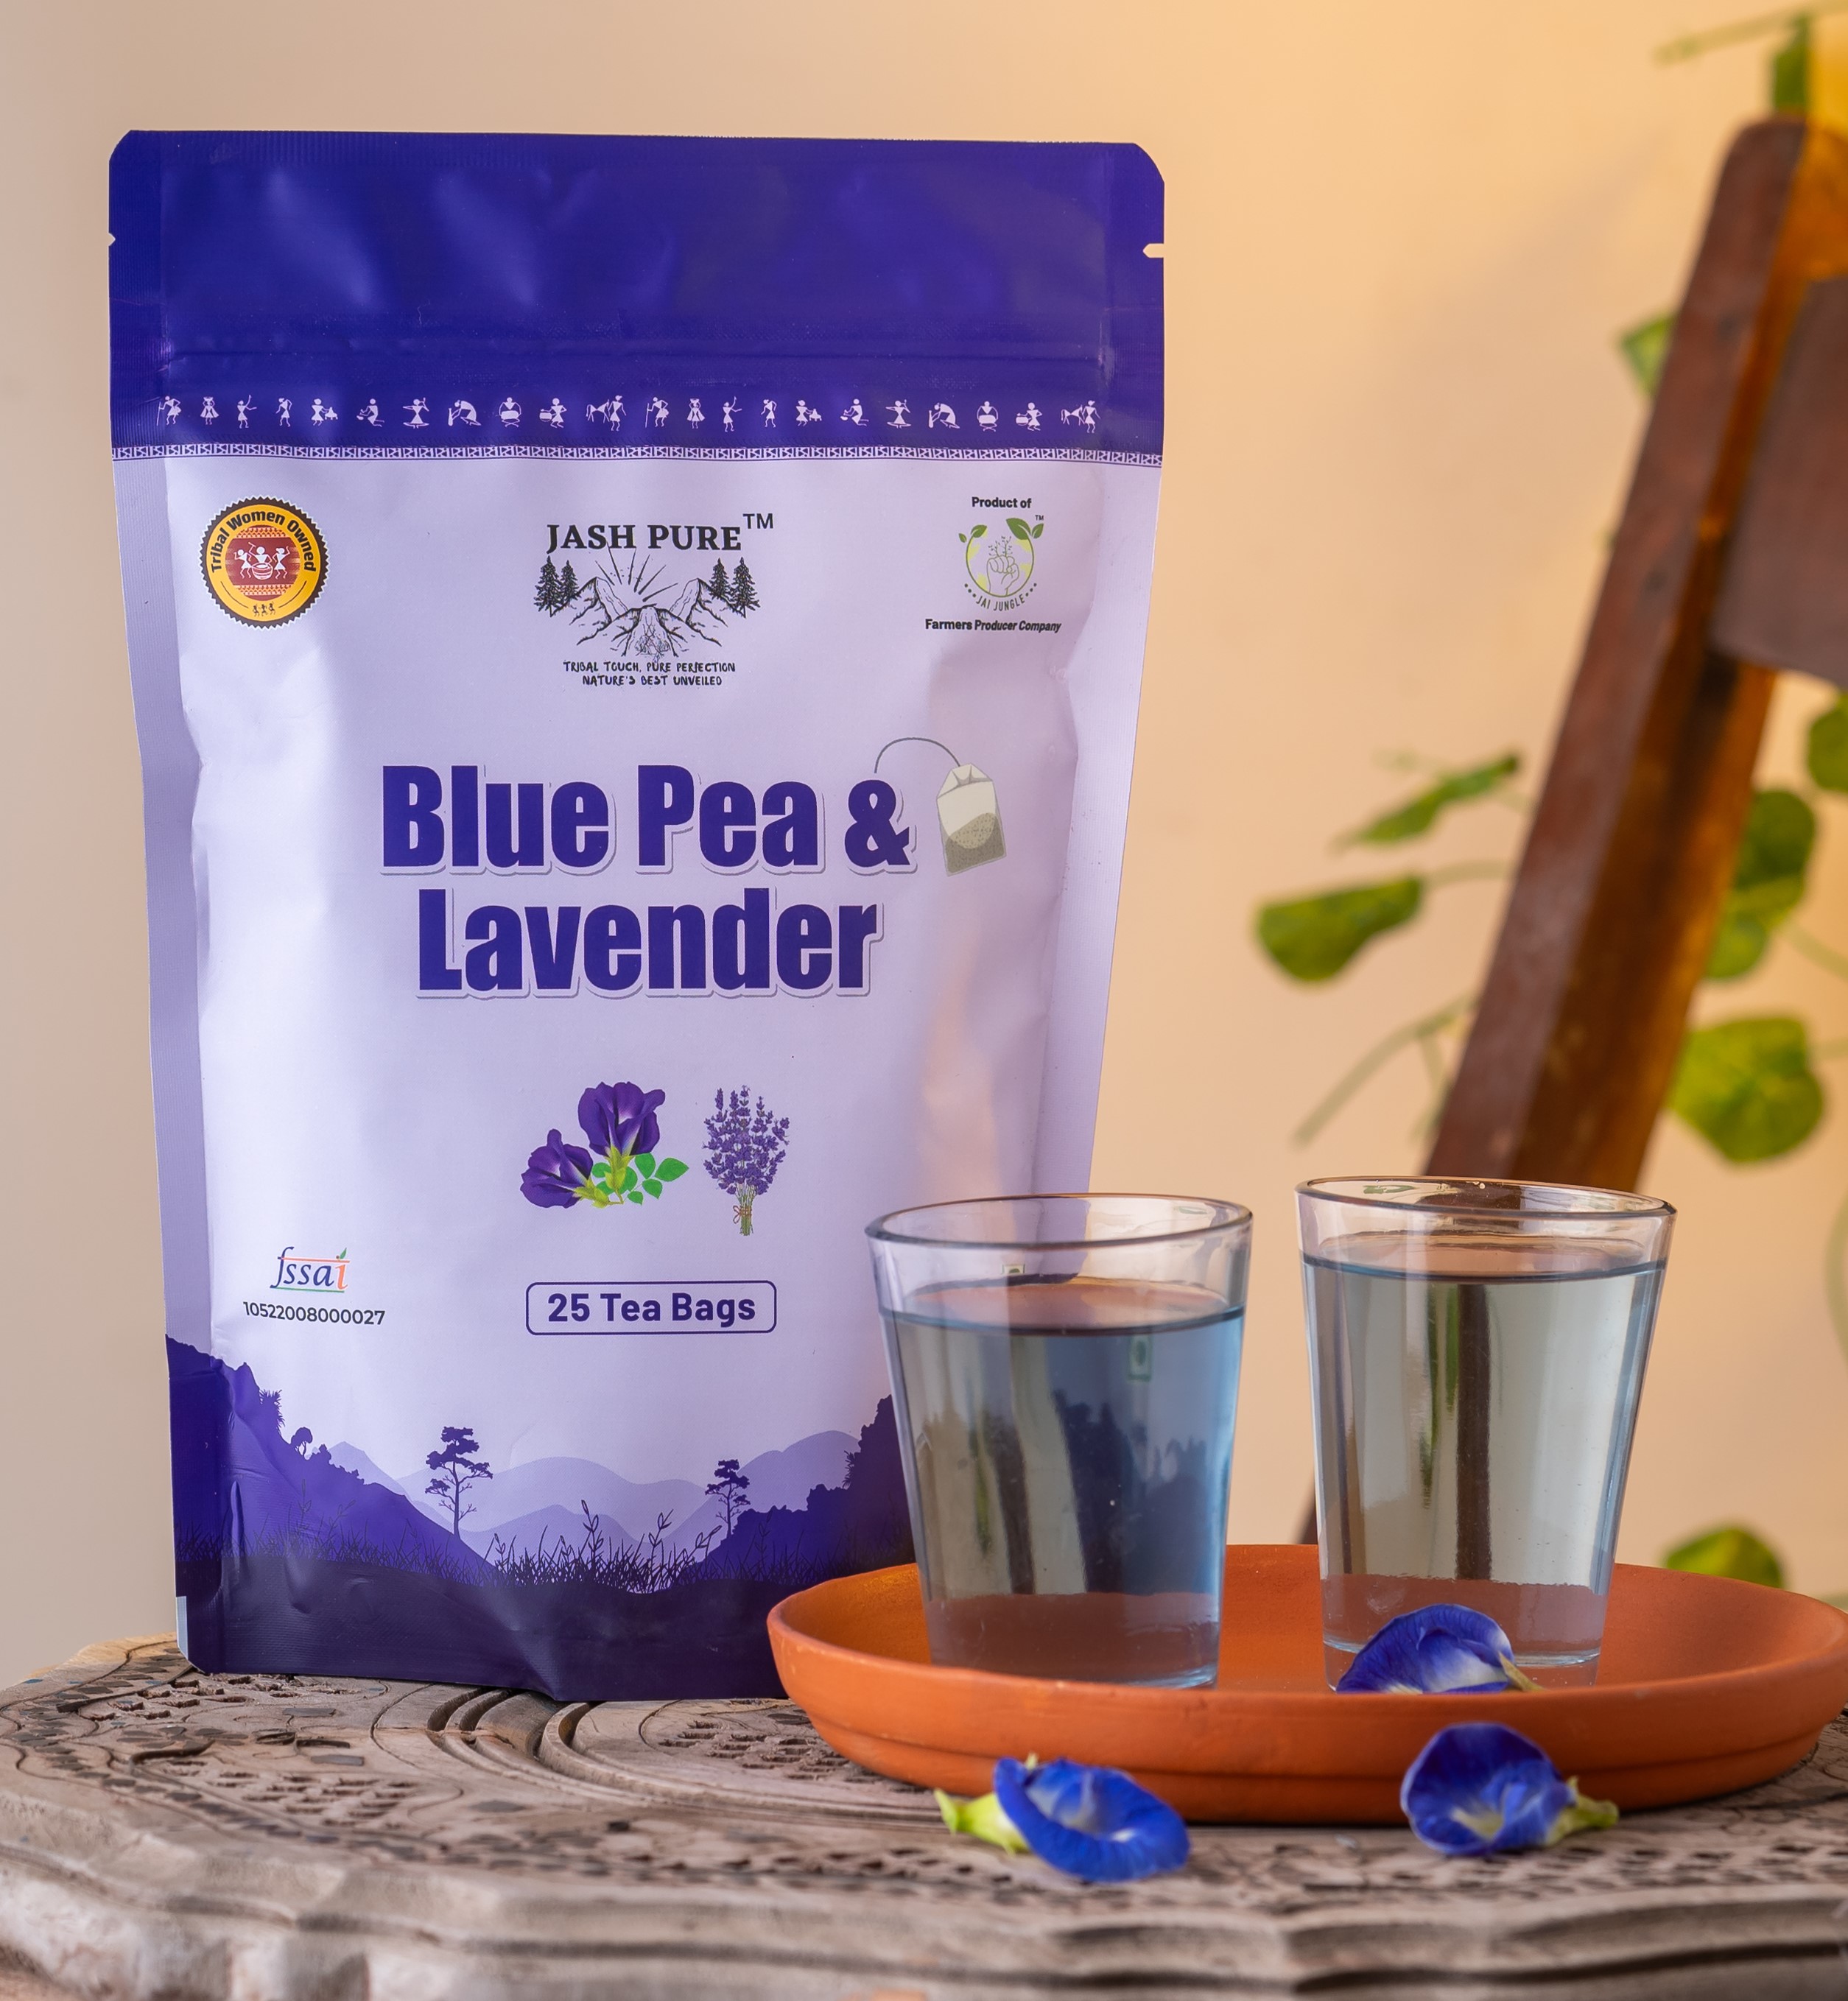 Tribal Women Owned
JASH PURE™
TRIBAL TOUCH, PURE PERFECTION
NATURE'S BEST UNVEILED
Product of
TM
JAI JUNGLE
Farmers Producer Company
Blue Pea &
Lavender
fssai
10522008000027
25 Tea Bags